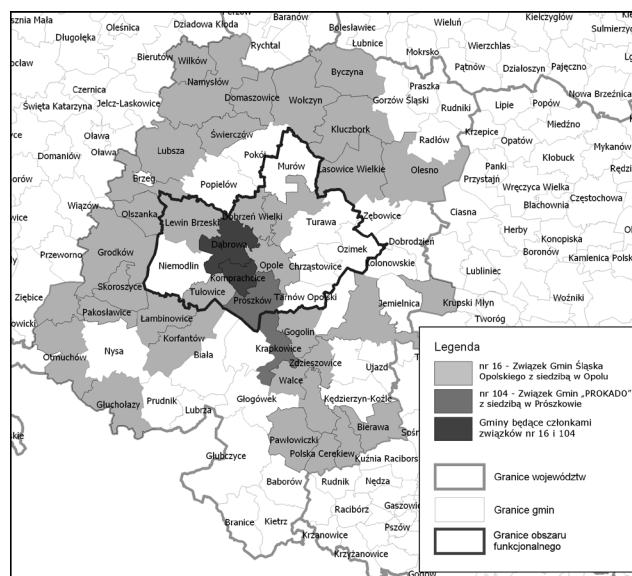 sznia Mała
Oleśnica
Dziadowa Kłoda
Baranów
Bolesławiec
Wieluń
Kiełczygłów
Długołęka
Rychtal
Łubnice
Wierzchlas
Sulmierzyc
Bierutów
Wilków
Mokrsko
Działoszyn
Pajęczno
Namysłów
Byczyna
Pątnów
Praszka
Czernica
Domaszowice
Wołczyn
Gorzów Śląski
Rudniki
Nowa Brzeźnica
Święta Katarzyna
Jelcz-Laskowice
Lipie
Popów
Kluczbork
Miedźno
Oława
Świerczów
Krzepice
Domaniów
Oława
Lubsza
Radłów
Opatów
Mykanów
Pokój
Kłobuck
Murów
Lasowice Wielkie
Olesno
Panki
Brzeg
Popielów
Przystajń
Wręczyca Wielka
Wiązów
Częstochowa
Blachownia
Olszanka
Lewin Brzeski
Dobrzeń Wielki
Zębowice
Ciasna
Turawa
Herby
Konopiska
Grodków
Dąbrowa
Dobrodzień
Przeworno
Ozimek
Boronów
Kamienica Polska
Niemodlin
Opole
Chrząstowice
Kolonowskie
Lubliniec
Skoroszyce
Komprachcice
Ziębice
Tułowice
Tarnów Opolski
Woźniki
Pakosławice
Prószków
Jemielnica
Krupski Młyn
Łambinowice
Tworóg
Korfantów
Gogolin
Nysa
Krapkowice
Otmuchów
Biała
Zdzieszowice
Ujazd
Walce
Głuchołazy
Prudnik
Głogówek
Kędzierzyn-Koźle
Lubrza
Pawłowiczki
Bierawa
Głubczyce
Polska Cerekiew
Kuźnia Raciborska
Baborów
Rudnik
Nędza
Racibórz
Branice
Kietrz
Pszów
Krzanowice
Krzyżanowice
Legenda
nr 16 - Związek Gmin Śląska
Opolskiego z siedzibą w Opolu
nr 104 - Związek Gmin „PROKADO"
z siedzibą w Prószkowie
Gminy będące członkami
związków nr 16 i 104
Granice województw
Granice gmin
Granice obszaru
funkcjonalnego